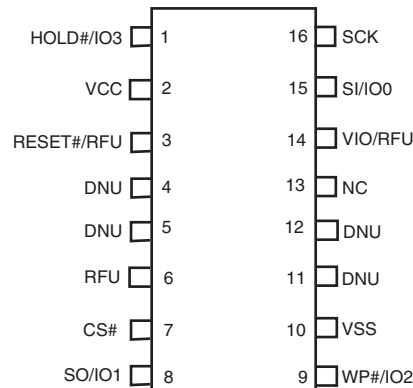 HOLD#/IO3 1 16 SCK
VCC 2 15 SI/IO0
RESET#/RFU 3 14 VIO/RFU
DNU 4 13 NC
DNU 5 12 DNU
RFU 6 11 DNU
CS# 7 10 VSS
SO/IO1 8 9 WP#/IO2